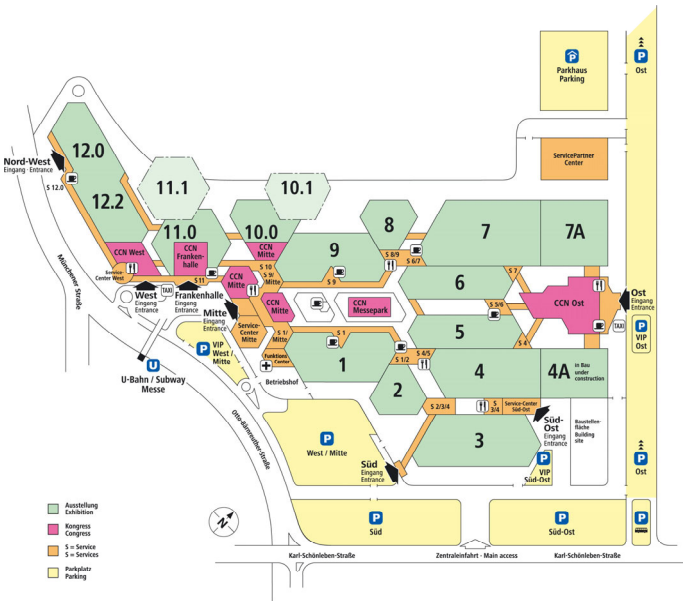 P
Parkhaus
Parking
P
Ost
ServicePartner
Center
12.0
12.2
Nord-West
Eingang · Entrance
S 12.0
11.1
10.1
11.0
10.0
CCN West
CCN
Franken-
halle
CCN
Mitte
8
9
7
7A
S 8/9
S 6/7
S 10
S 9/
Mitte
S 9
Service-
Center West
S 11
CCN
Mitte
CCN
Mitte
CCN
Messepark
6
S 7
S 5/6
CCN Ost
Ost
Eingang
Entrance
TAXI
P
VIP
Ost
TAXI
West
Eingang
Entrance
Frankenhalle
Eingang
Entrance
Mitte
Eingang
Entrance
Service-
Center
Mitte
S 1/
Mitte
S 1
5
S 4
Münchener Straße
P
VIP
West /
Mitte
Funktions
Center
1
S 1/2
S 4/5
4
4A
in Bau
under
construction
U
U-Bahn / Subway
Messe
Betriebshof
2
S 2/3/4
S
3/4
Service-Center
Süd-Ost
Süd-
Ost
Eingang
Entrance
Baustellen-
fläche
Building
site
Otto-Bärnreuther-Straße
P
West / Mitte
3
Süd
Eingang
Entrance
P
VIP
Süd-Ost
P
Ost
Ausstellung
Exhibition
Kongress
Congress
S = Service
S = Services
Parkplatz
Parking
N
P
Süd
P
Süd-Ost
P
Karl-Schönleben-Straße
Zentraleinfahrt · Main access
Karl-Schönleben-Straße